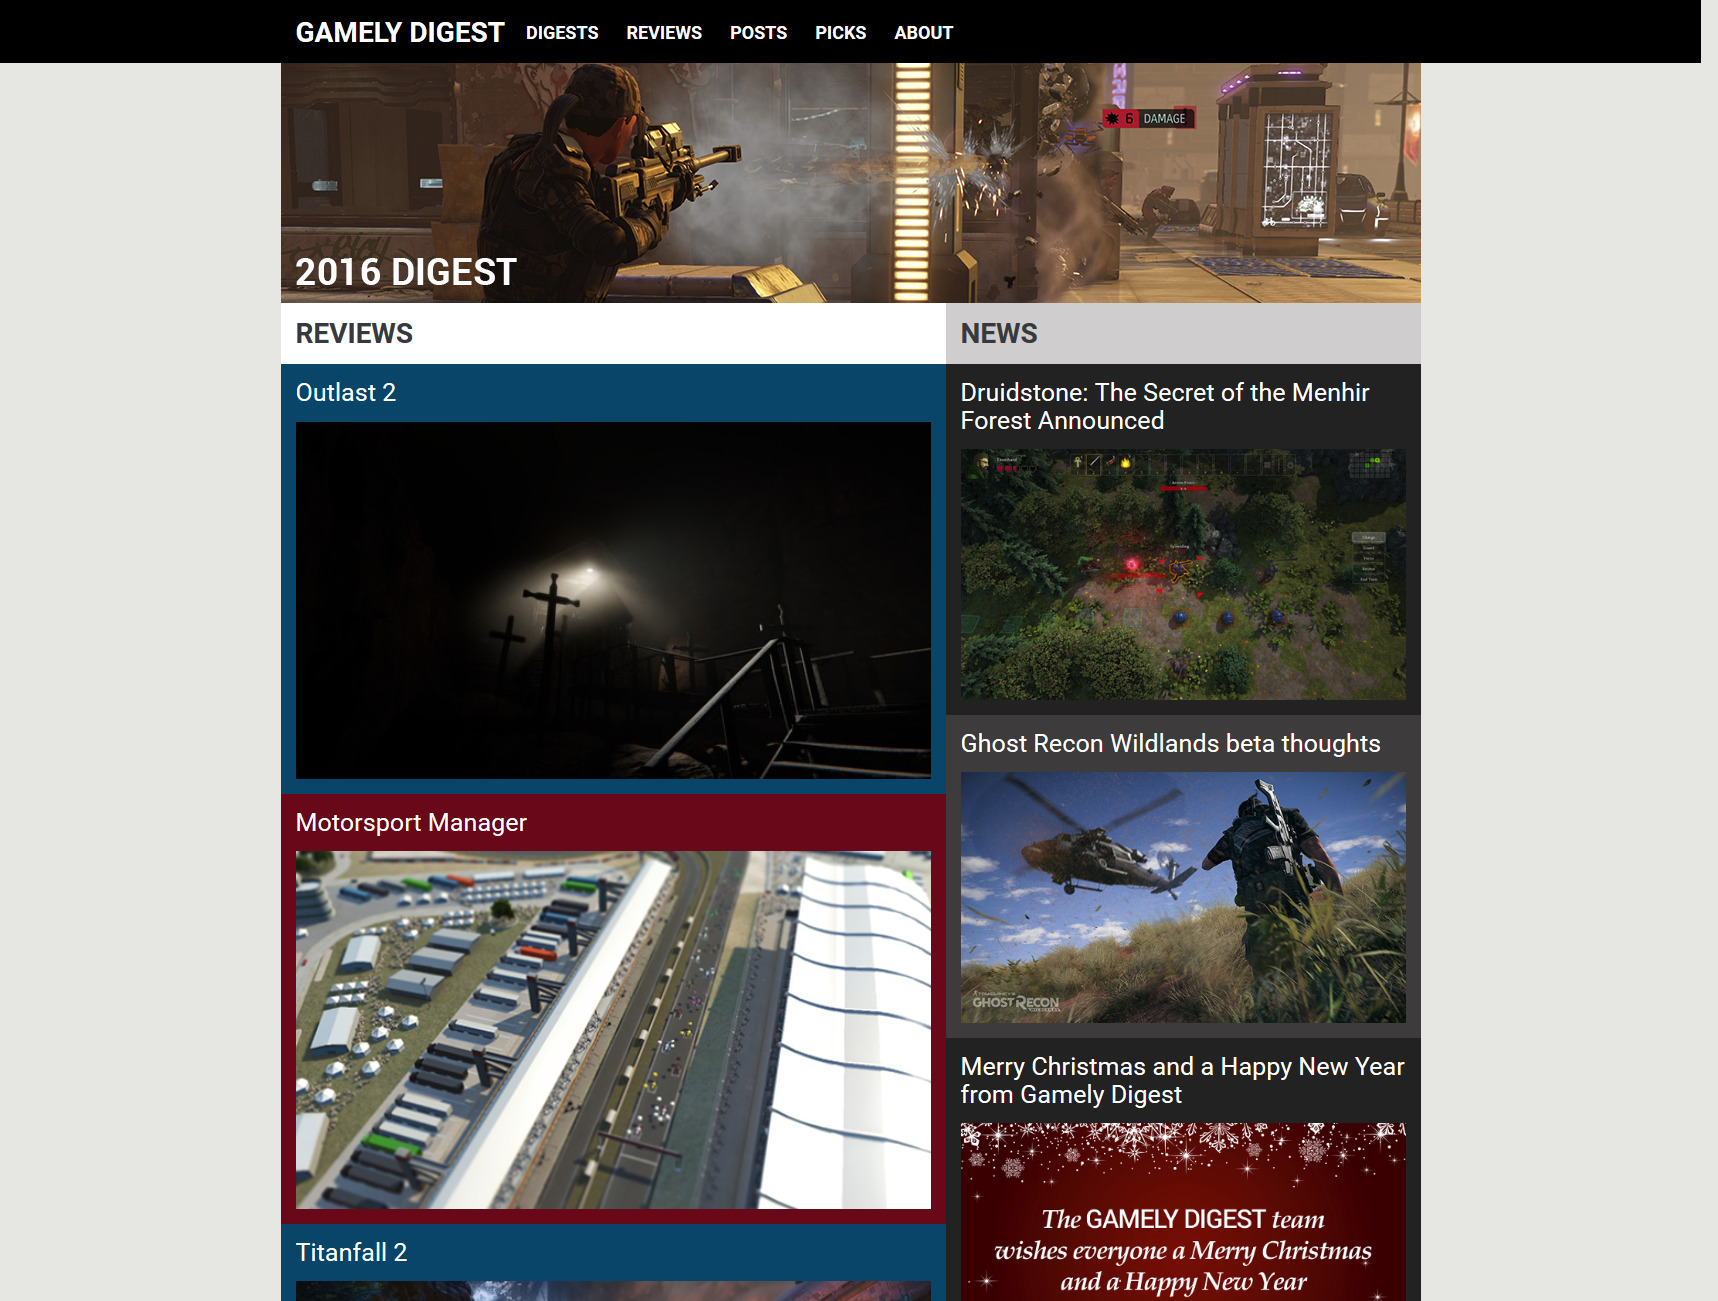 GAMELY DIGEST DIGESTS REVIEWS POSTS PICKS ABOUT
6 DAMAGE
2016 DIGEST
REVIEWS
NEWS
Outlast 2
Druidstone: The Secret of the Menhir
Forest Announced
Ghost Recon Wildlands beta thoughts
GHOST RECON
WILDLANDS
Motorsport Manager
Merry Christmas and a Happy New Year
from Gamely Digest
The GAMELY DIGEST team
wishes everyone a Merry Christmas
and a Happy New Year
Titanfall 2